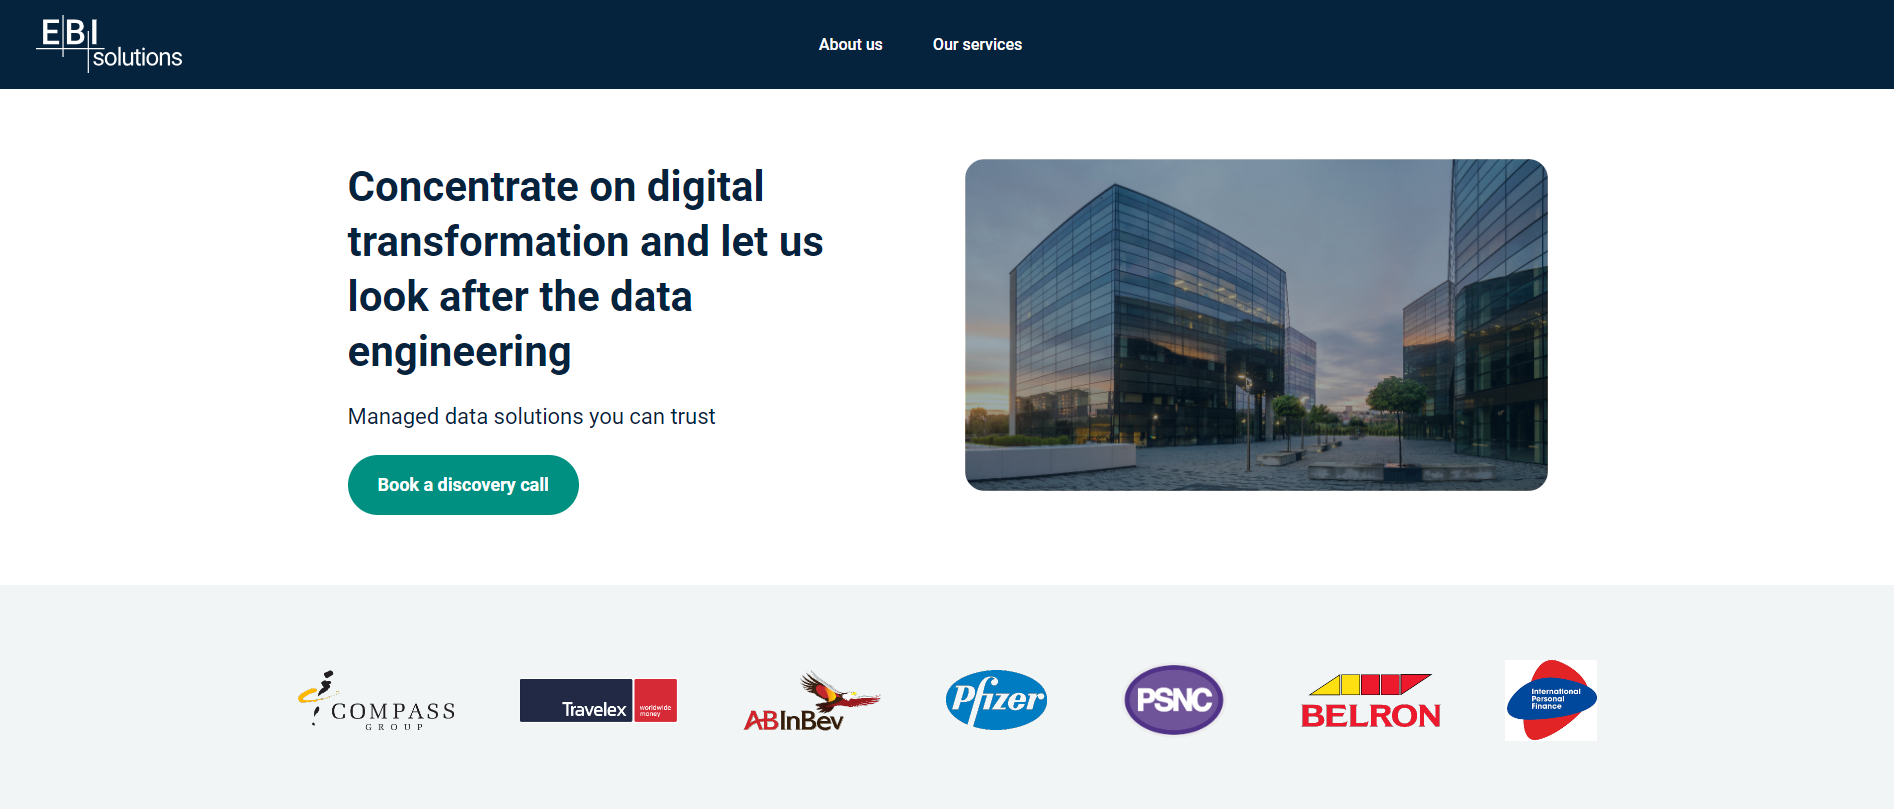 EBI
solutions
About us
Our services
Concentrate on digital
transformation and let us
look after the data
engineering
Managed data solutions you can trust
Book a discovery call
COMPASS
GROUP
Travelex
worldwide
money
ABInBev
Pfizer
PSNC
BELRON
International
Personal
Finance